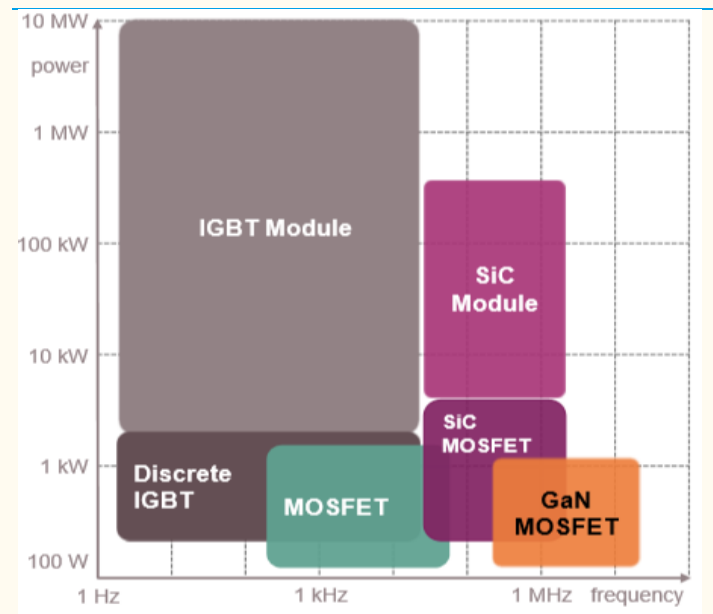 10 MW
power
1 MW
IGBT Module
100 kW
SiC
Module
10 kW
SiC
MOSFET
1 kW
Discrete
IGBT
MOSFET
GaN
MOSFET
100 W
1 Hz
1 kHz
1 MHz
frequency